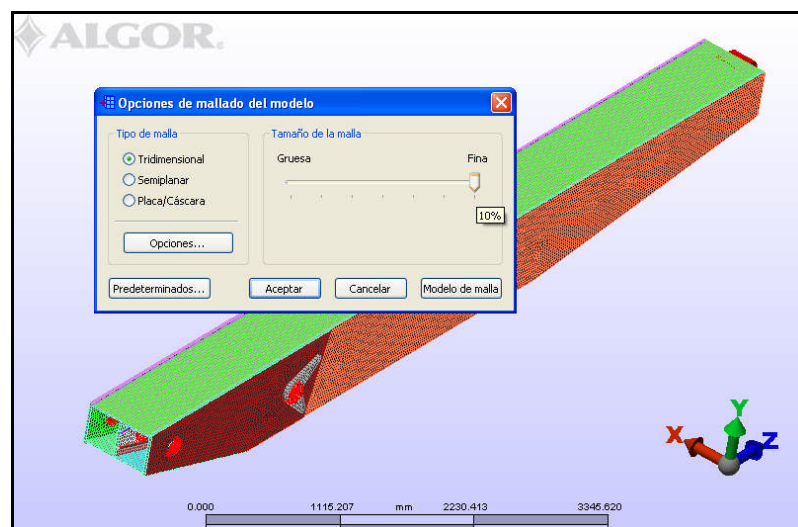 ALGOR.
Opciones de mallado del modelo
Tipo de malla
Tridimensional
Semiplanar
Placa/Cáscara
Opciones...
Tamaño de la malla
Gruesa
Fina
10%
Predeterminados...
Aceptar
Cancelar
Modelo de malla
Y
X
Z
0.000
1115.207
mm
2230.413
3345.620